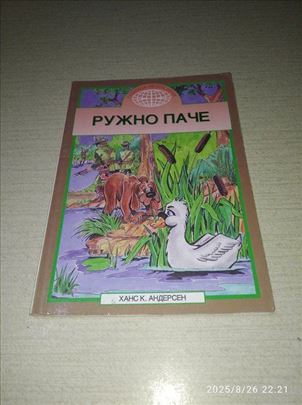 РУЖНО ПАЧЕ
ХАНС К. АНДЕРСЕН
2025/8/26 22:21